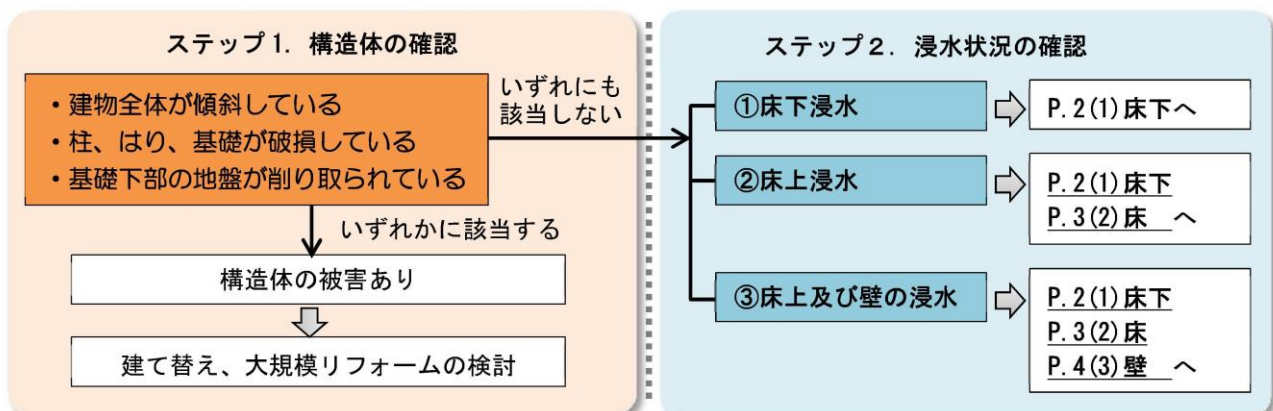 ステップ1. 構造体の確認
・建物全体が傾斜している
・柱、はり、基礎が破損している
・基礎下部の地盤が削り取られている
いずれにも
該当しない
いずれかに該当する
構造体の被害あり
建て替え、大規模リフォームの検討
ステップ2. 浸水状況の確認
①床下浸水
P.2(1)床下へ
②床上浸水
P.2(1)床下
P.3(2)床 へ
③床上及び壁の浸水
P.2(1)床下
P.3(2)床
P.4(3)壁 へ